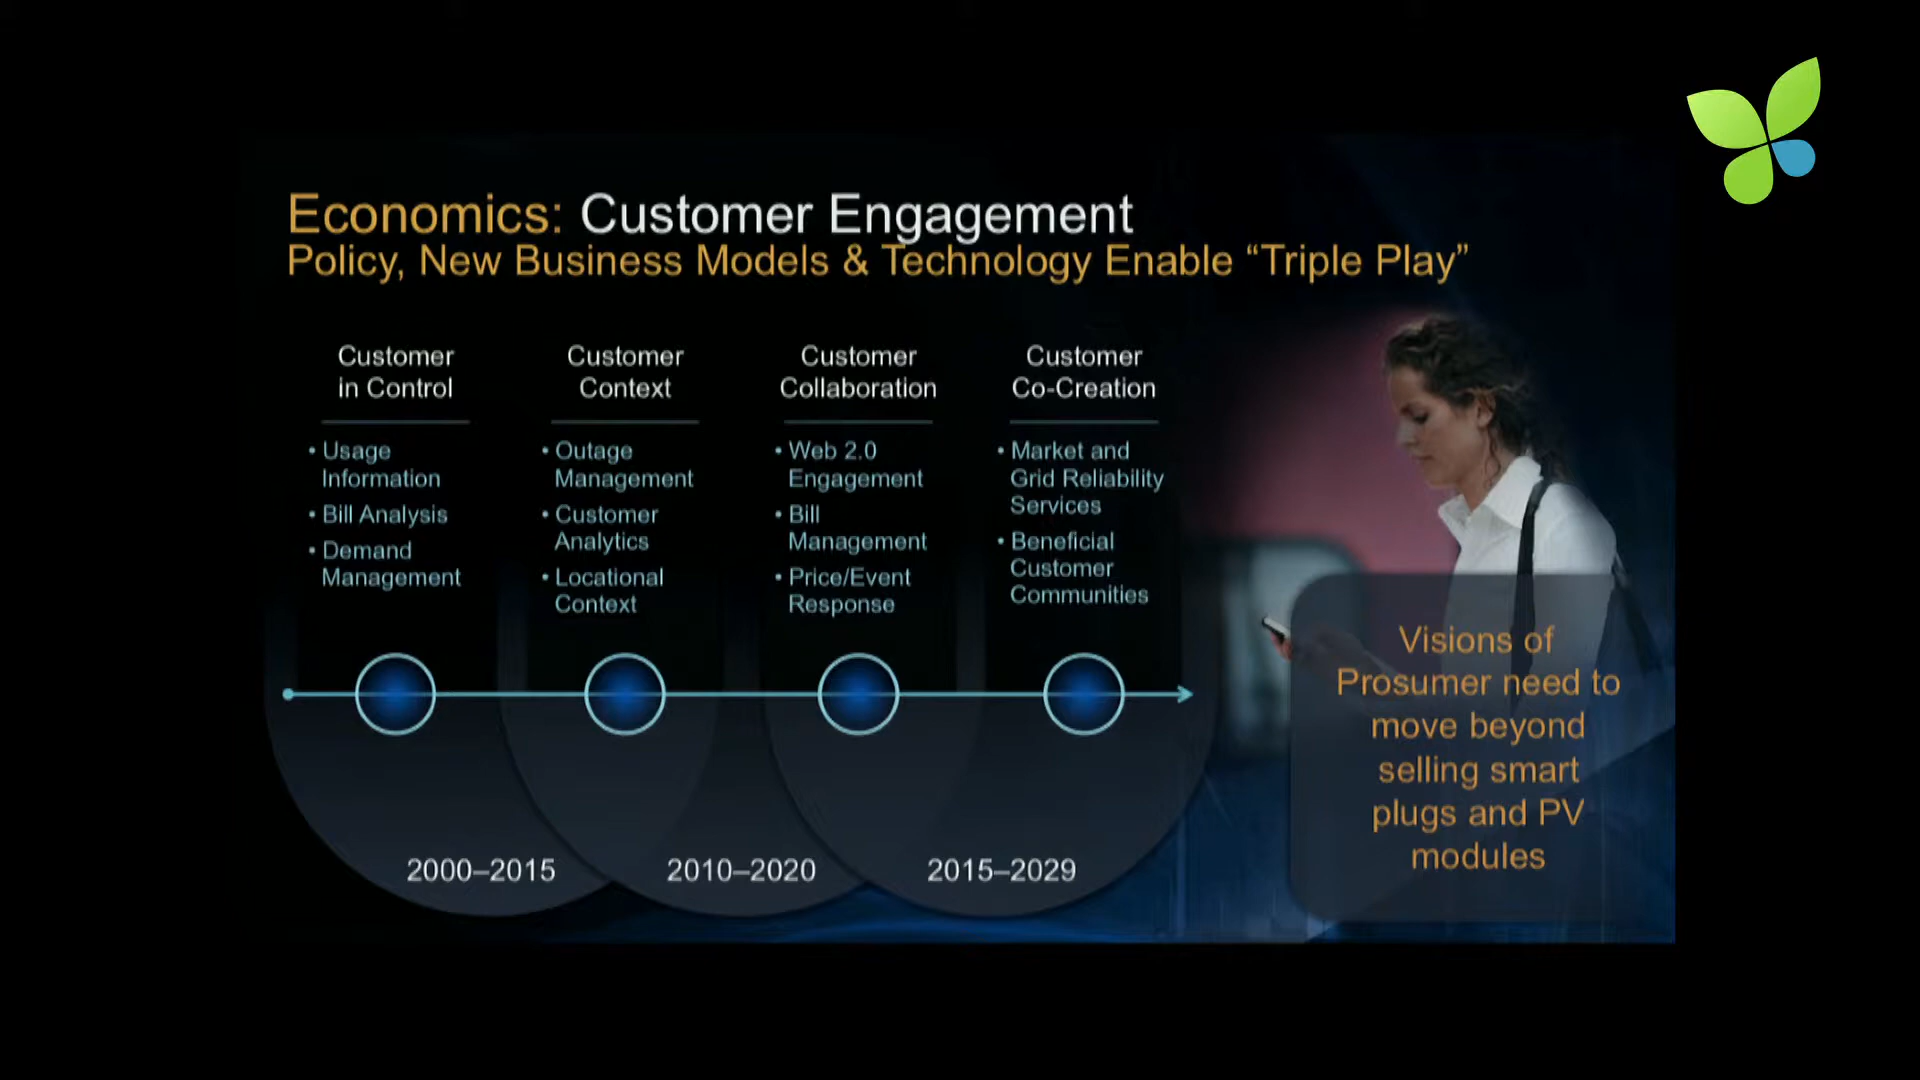 Economics: Customer Engagement
Policy, New Business Models & Technology Enable “Triple Play”
Customer
in Control
• Usage
Information
• Bill Analysis
• Demand
Management
Customer
Context
• Outage
Management
• Customer
Analytics
• Locational
Context
Customer
Collaboration
• Web 2.0
Engagement
• Bill
Management
• Price/Event
Response
Customer
Co-Creation
• Market and
Grid Reliability
Services
• Beneficial
Customer
Communities
2000–2015
2010–2020
2015–2029
Visions of
Prosumer need to
move beyond
selling smart
plugs and PV
modules